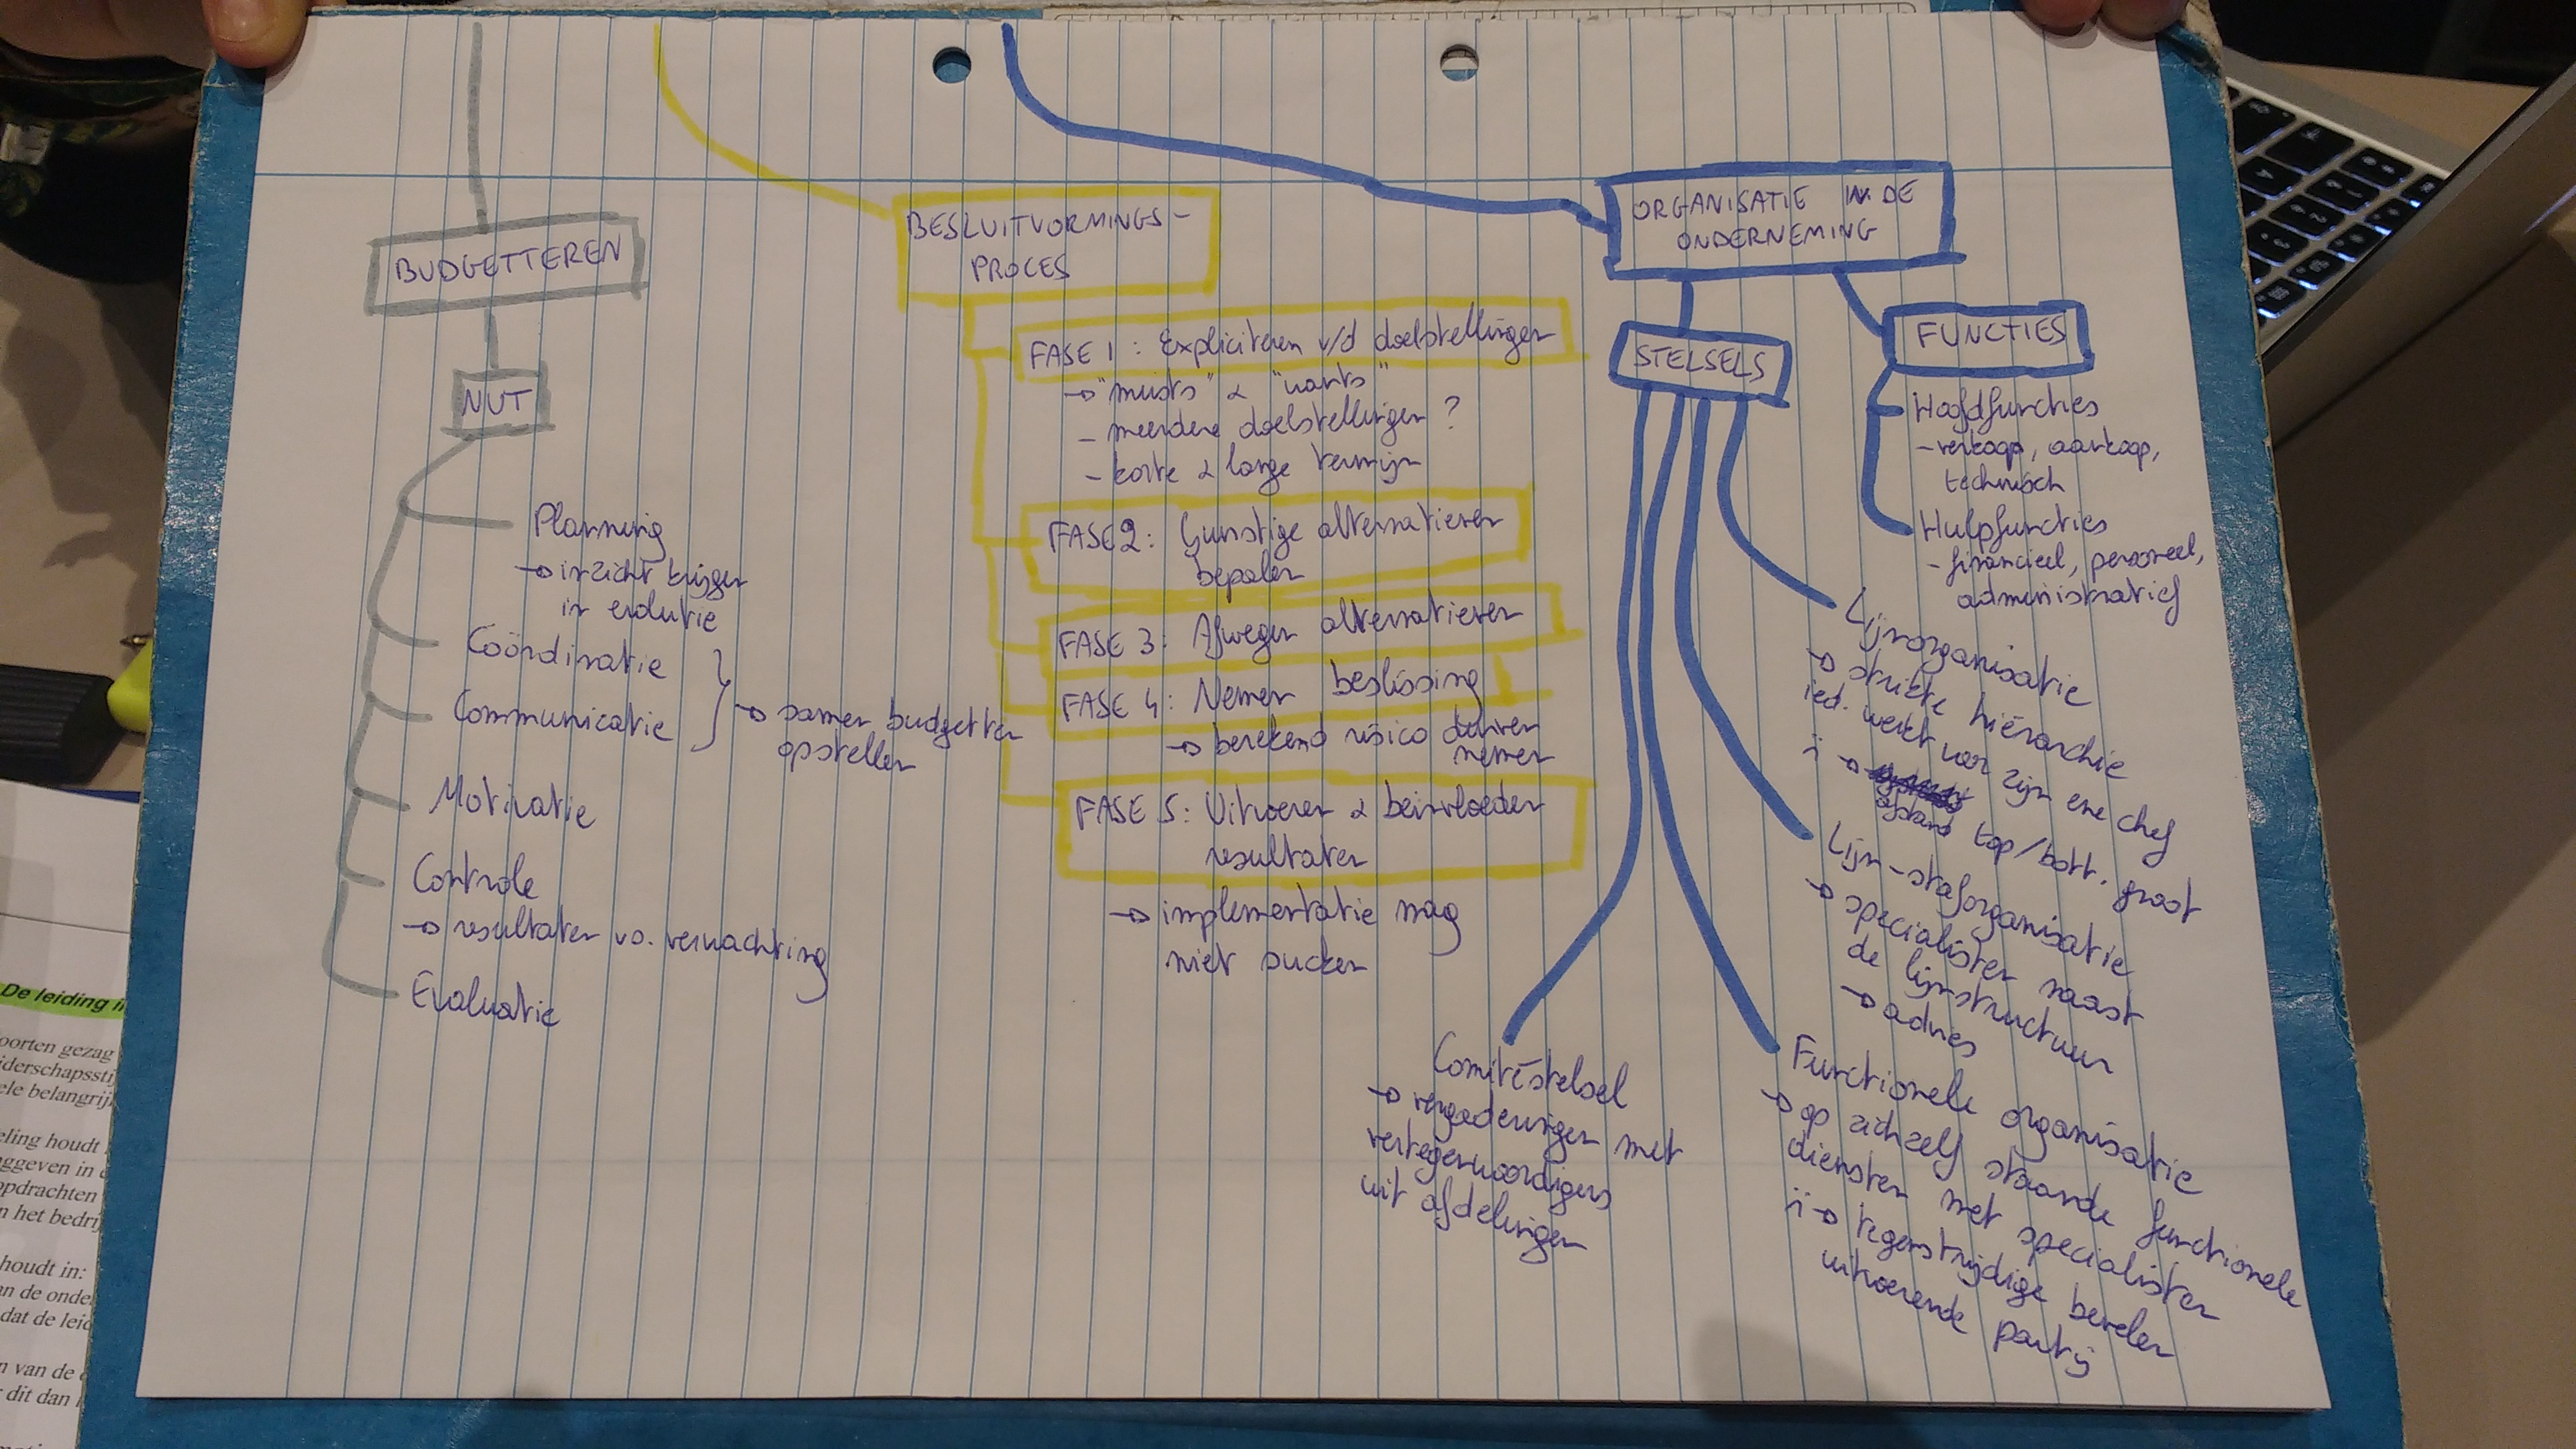 BUDGETTEREN
NUT
Planning
→ inzicht krijgen
in evolutie
Coördinatie
Communicatie
→ samen budgetten
opstellen
Motivatie
Controle
→ resultaten vs. verwachting
Evaluatie
BESLUITVORMINGS-
PROCES
FASE 1 : Expliciteren v/d doelstellingen
→ "musts" & "wants"
- meerdere doelstellingen ?
- korte & lange termijn
FASE 2 : Gunstige alternatieven
bepalen
FASE 3 : Afwegen alternatieven
FASE 4 : Nemen beslissing
→ berekend risico durven
nemen
FASE 5 : Uitvoeren & beïnvloeden
resultaten
→ implementatie mag
niet sucken
ORGANISATIE IN DE
ONDERNEMING
STELSELS
FUNCTIES
Hoofdfuncties
- verkoop, aankoop,
technisch
Hulpfuncties
- financieel, personeel,
administratief
Lijnorganisatie
→ strikte hiërarchie
ied. werkt voor zijn ene chef
→ afstand top/bott. groot
Lijn-staforganisatie
→ specialisten naast
de lijnstructuur
→ advies
Functionele organisatie
→ op zichzelf staande functionele
diensten met specialisten
→ tegenstrijdige bevelen
uitvoerende partij
Comitéstelsel
→ vergaderingen met
vertegenwoordigers
uit afdelingen
De leiding i
oorten gezag
iderschapssti
ele belangrij
eling houdt
ggeven in
opdrachten
n het bedrij
houdt in:
an de onde
dat de leid
n van de
dit dan